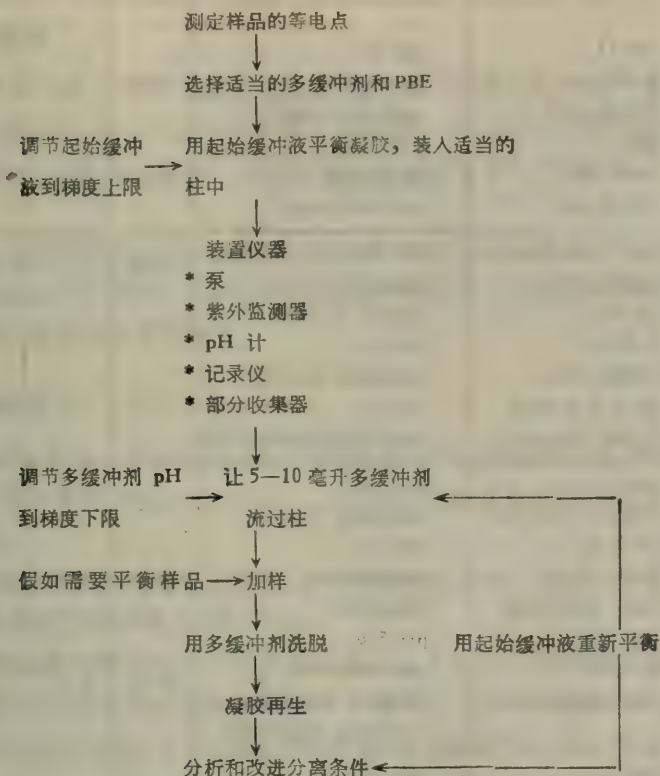 测定样品的等电点
选择适当的多缓冲剂和 PBE
调节起始缓冲
液到梯度上限
用起始缓冲液平衡凝胶，装入适当的
柱中
装置仪器
* 泵
* 紫外监测器
* pH 计
* 记录仪
* 部分收集器
调节多缓冲剂 pH
到梯度下限
让 5—10 毫升多缓冲剂
流过柱
假如需要平衡样品
加样
用多缓冲剂洗脱
用起始缓冲液重新平衡
凝胶再生
分析和改进分离条件